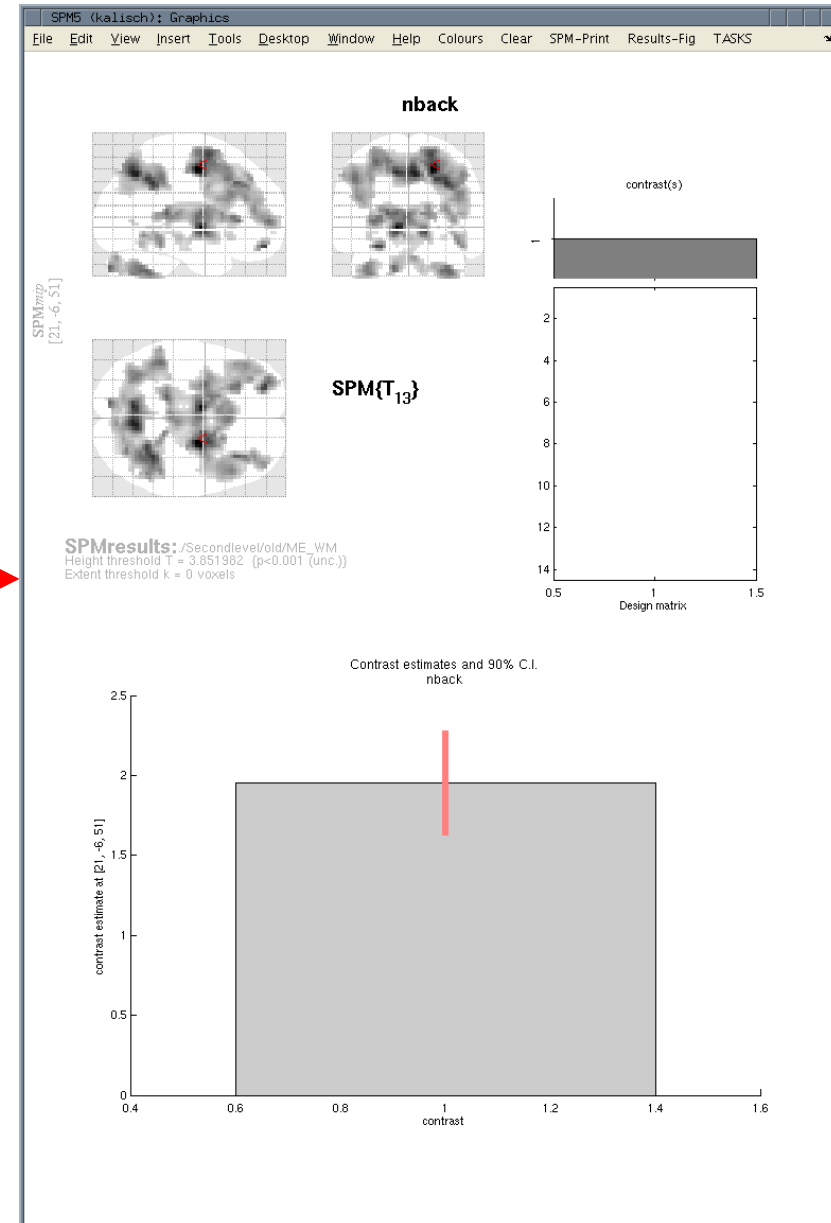 SPM5 (kalisch): Graphics
File Edit View Insert Tools Desktop Window Help Colours Clear SPM-Print Results-Fig TASKS
nback
SPMmip
[21, -6, 51]
SPM{T13}
contrast(s)
1
2
4
6
8
10
12
14
0.5 1 1.5
Design matrix
SPMresults: ./Secondlevel/old/ME_WM
Height threshold T = 3.851982 {p<0.001 (unc.)}
Extent threshold k = 0 voxels
Contrast estimates and 90% C.I.
nback
contrast estimate at [21, -6, 51]
2.5
2
1.5
1
0.5
0
0.4 0.6 0.8 1 1.2 1.4 1.6
contrast